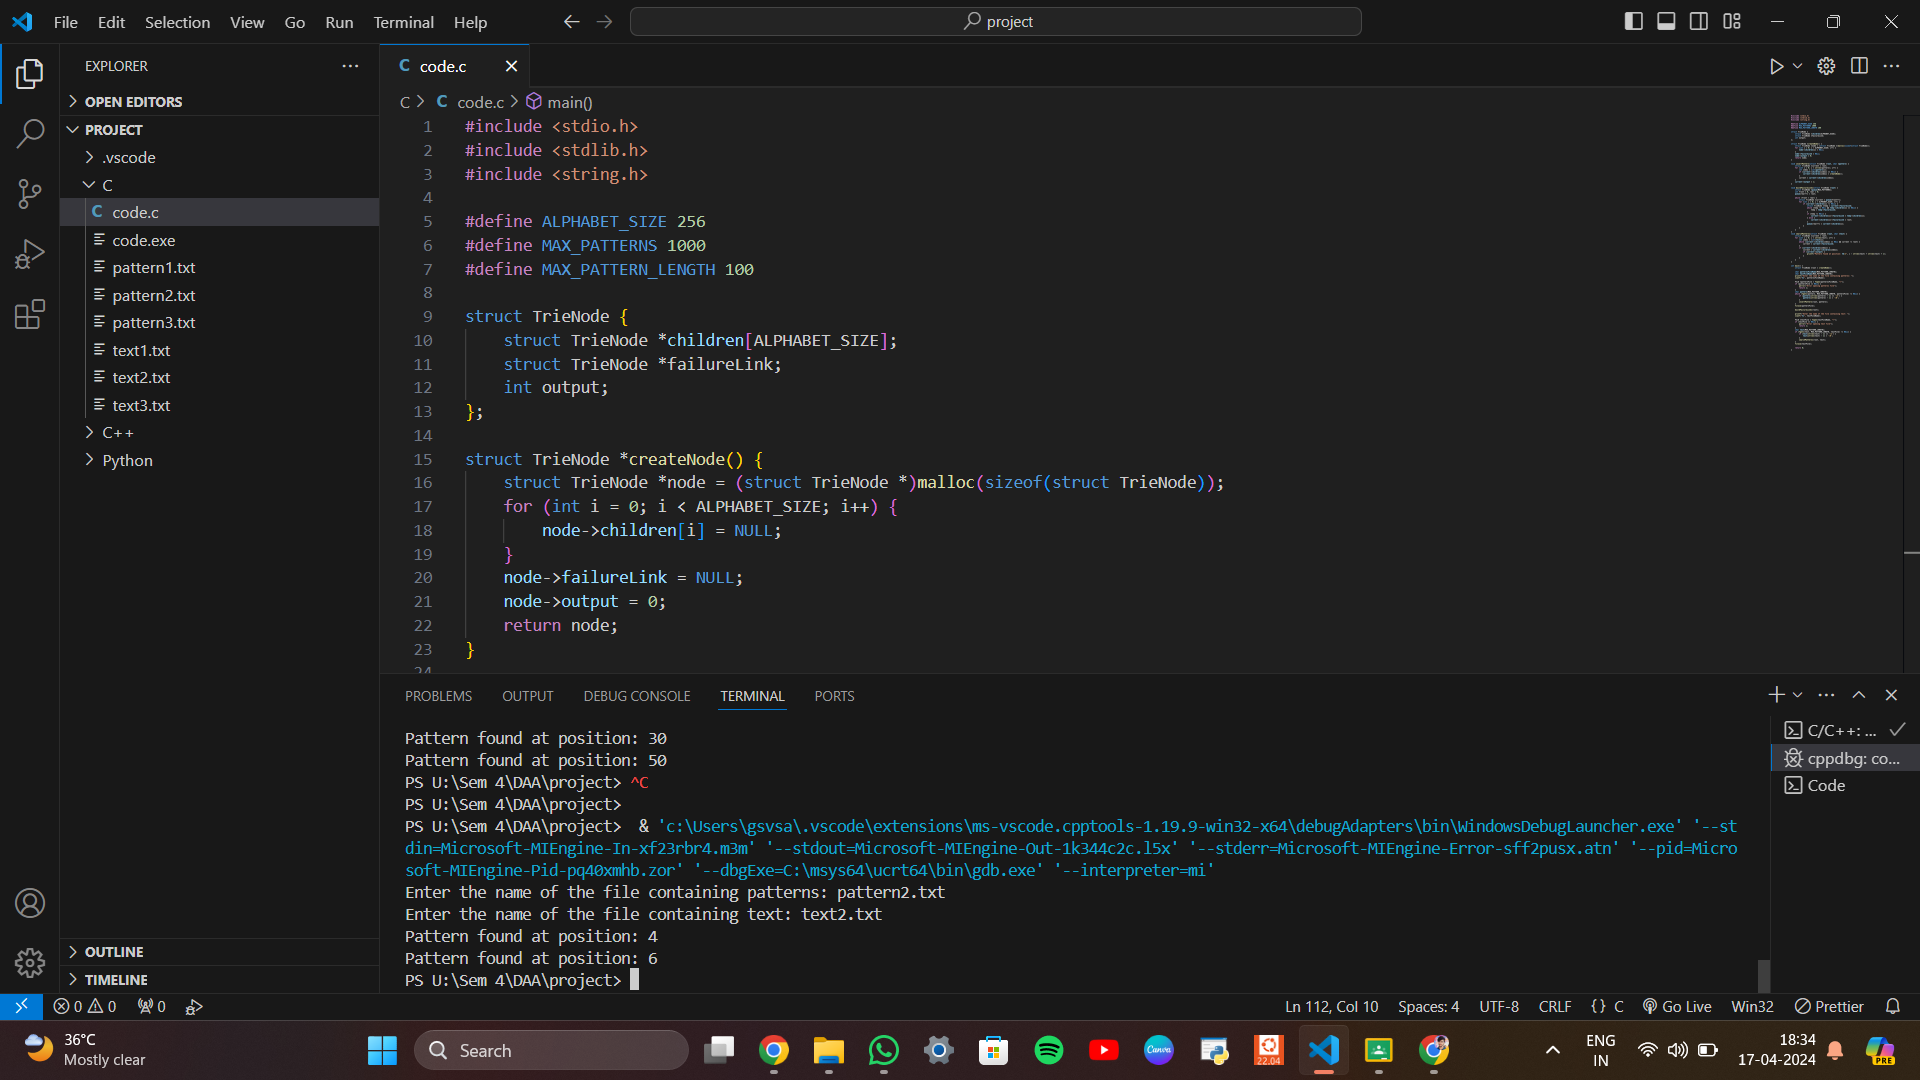 File Edit Selection View Go Run Terminal Help
project
EXPLORER
OPEN EDITORS
PROJECT
.vscode
C
C code.c
code.exe
pattern1.txt
pattern2.txt
pattern3.txt
text1.txt
text2.txt
text3.txt
C++
Python
OUTLINE
TIMELINE
C code.c
C > C code.c > main()
1 #include <stdio.h>
2 #include <stdlib.h>
3 #include <string.h>
4
5 #define ALPHABET_SIZE 256
6 #define MAX_PATTERNS 1000
7 #define MAX_PATTERN_LENGTH 100
8
9 struct TrieNode {
10 struct TrieNode *children[ALPHABET_SIZE];
11 struct TrieNode *failureLink;
12 int output;
13 };
14
15 struct TrieNode *createNode() {
16 struct TrieNode *node = (struct TrieNode *)malloc(sizeof(struct TrieNode));
17 for (int i = 0; i < ALPHABET_SIZE; i++) {
18 node->children[i] = NULL;
19 }
20 node->failureLink = NULL;
21 node->output = 0;
22 return node;
23 }
24
PROBLEMS OUTPUT DEBUG CONSOLE TERMINAL PORTS
Pattern found at position: 30
Pattern found at position: 50
PS U:\Sem 4\DAA\project> ^C
PS U:\Sem 4\DAA\project>
PS U:\Sem 4\DAA\project>  & 'c:\Users\gsvsa\.vscode\extensions\ms-vscode.cpptools-1.19.9-win32-x64\debugAdapters\bin\WindowsDebugLauncher.exe' '--st
din=Microsoft-MIEngine-In-xf23rbr4.m3m' '--stdout=Microsoft-MIEngine-Out-1k344c2c.l5x' '--stderr=Microsoft-MIEngine-Error-sff2pusx.atn' '--pid=Micro
soft-MIEngine-Pid-pq40xmhb.zor' '--dbgExe=C:\msys64\ucrt64\bin\gdb.exe' '--interpreter=mi'
Enter the name of the file containing patterns: pattern2.txt
Enter the name of the file containing text: text2.txt
Pattern found at position: 4
Pattern found at position: 6
PS U:\Sem 4\DAA\project>
C/C++: ...
cppdbg: co...
Code
0 0 0
Ln 112, Col 10 Spaces: 4 UTF-8 CRLF {} C Go Live Win32 Prettier
36°C
Mostly clear
Search
Canva
22.04
ENG
IN
18:34
17-04-2024
PRE